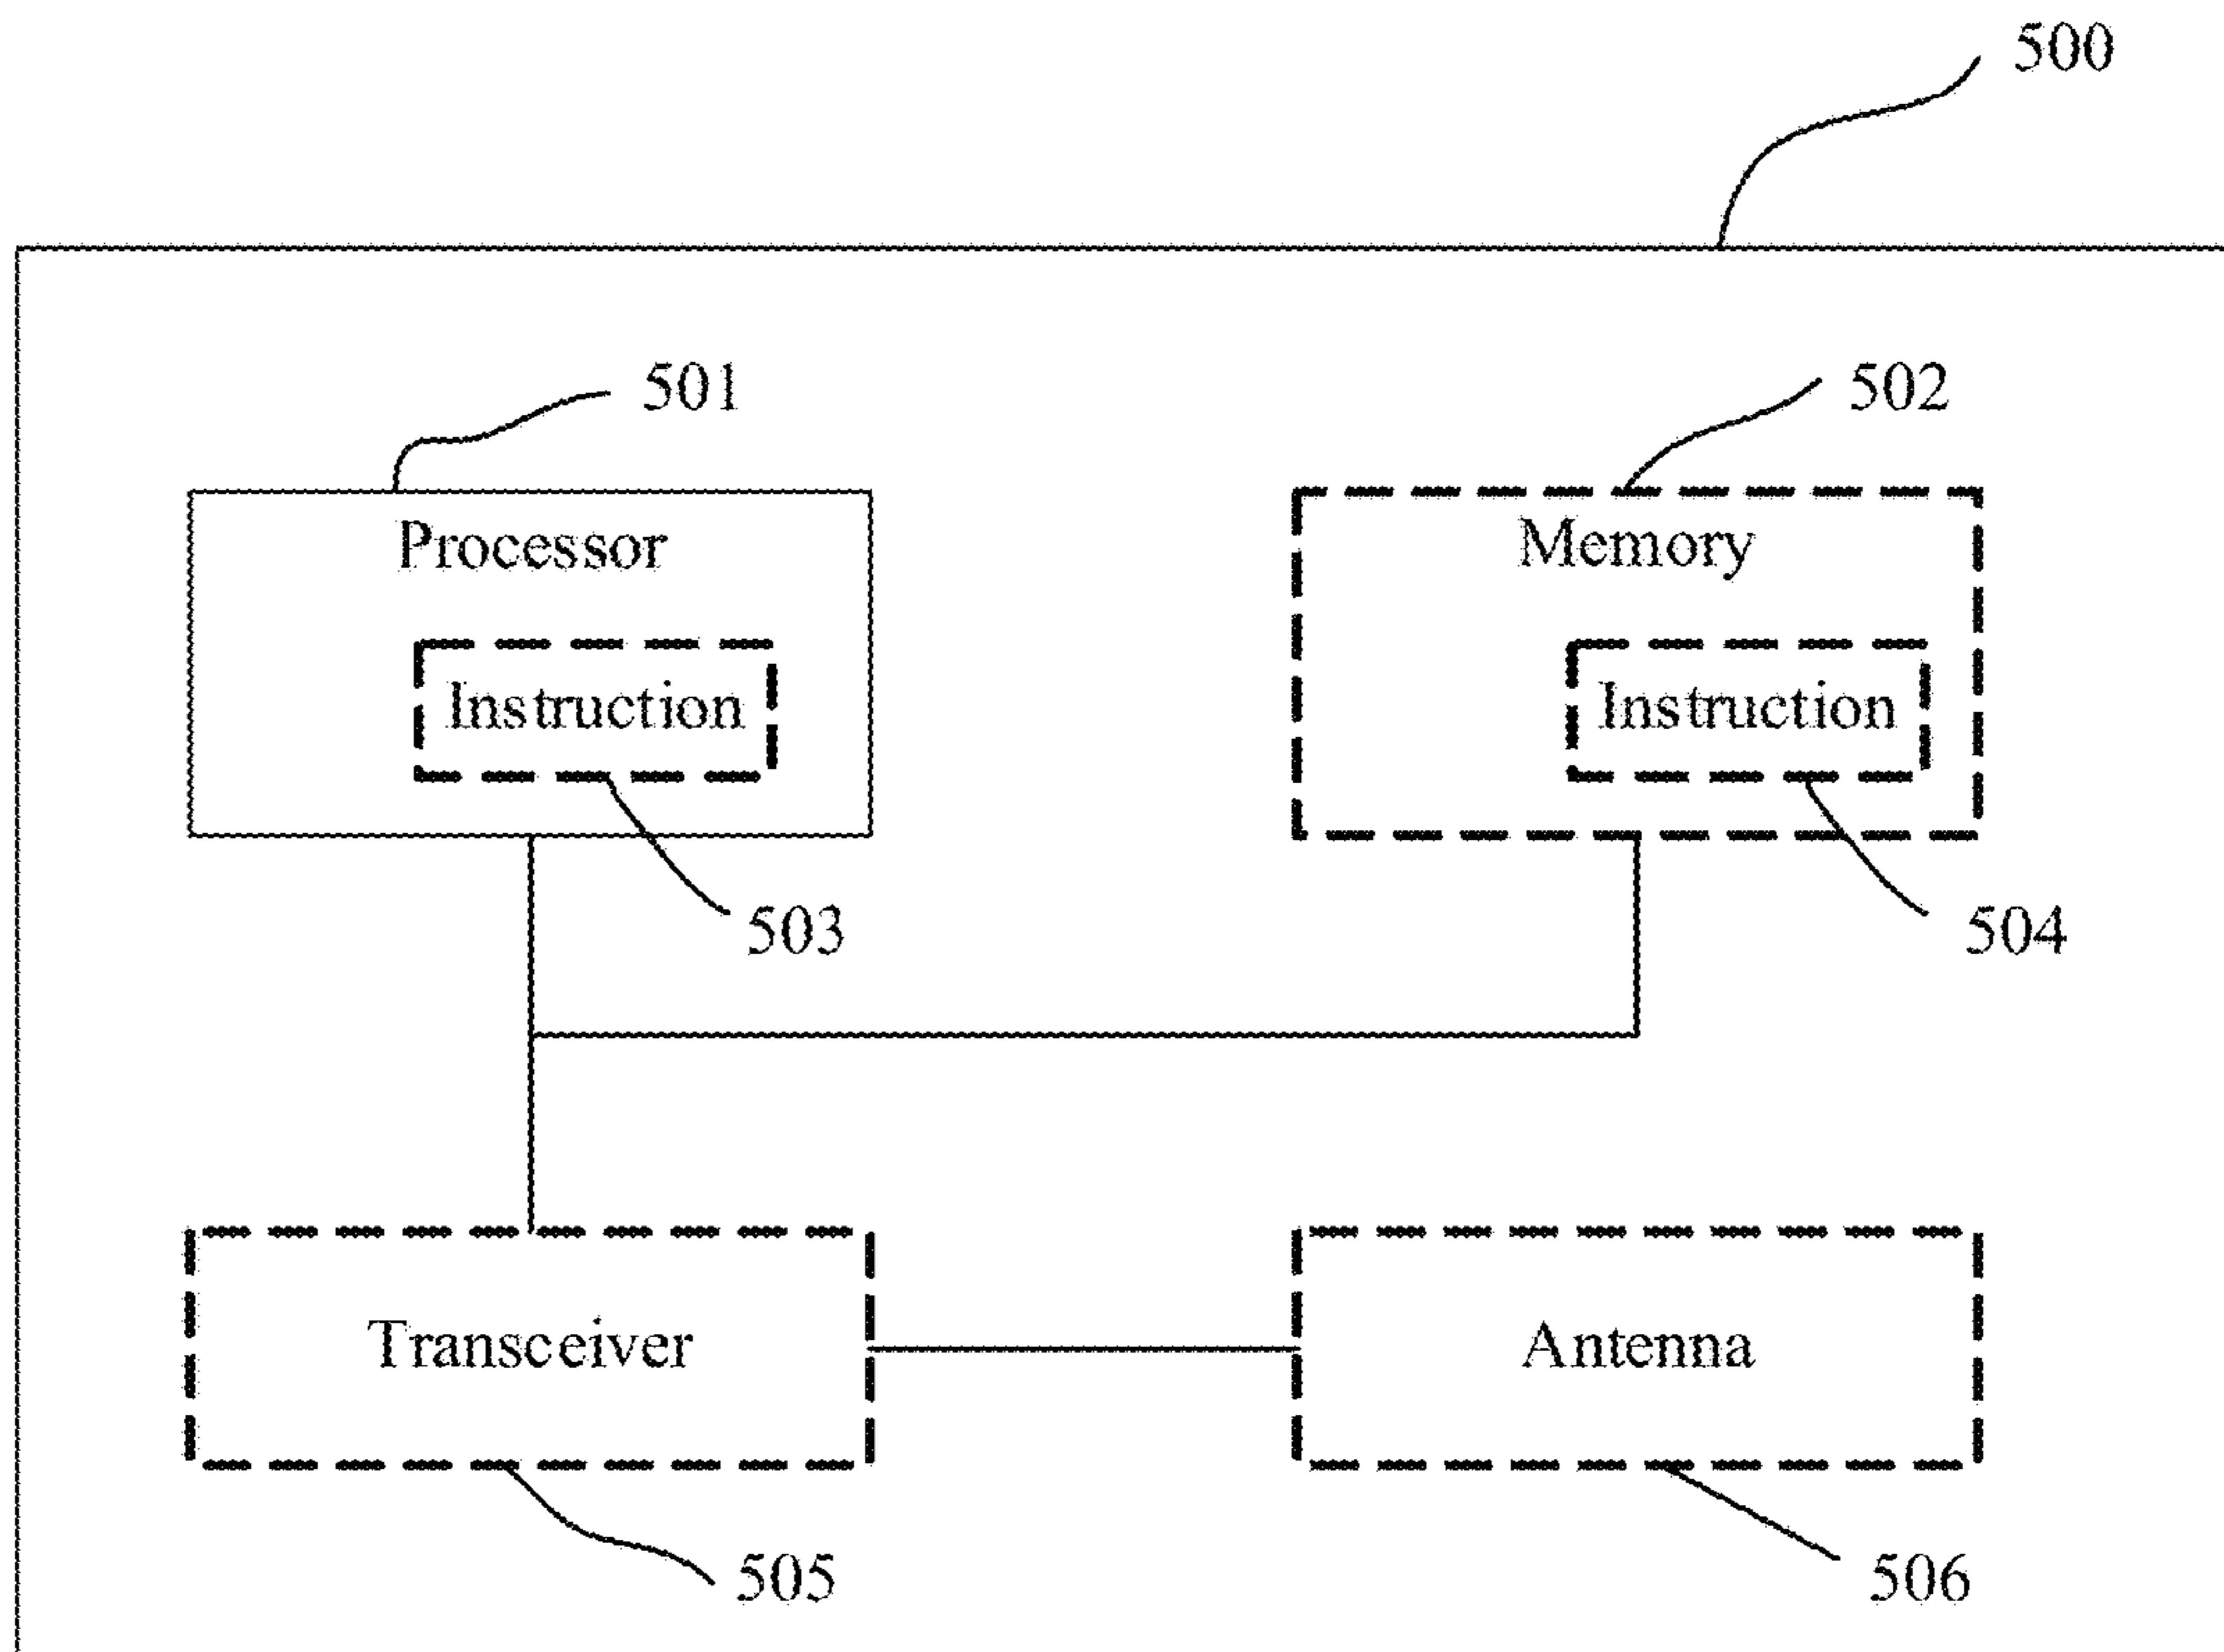 500
501
502
Processor
Memory
Instruction
Instruction
503
504
Transceiver
Antenna
505
506